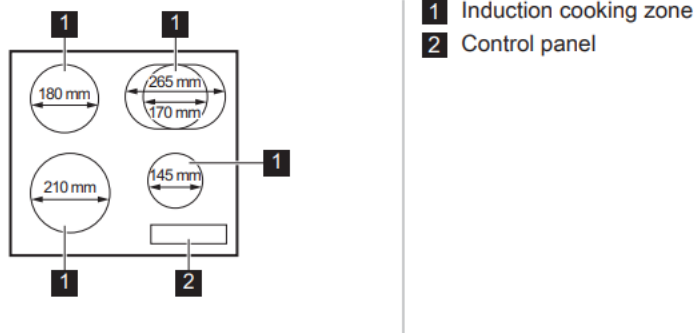 1 1
1 Induction cooking zone
2 Control panel
180 mm
265 mm
170 mm
1
145 mm
210 mm
1 2